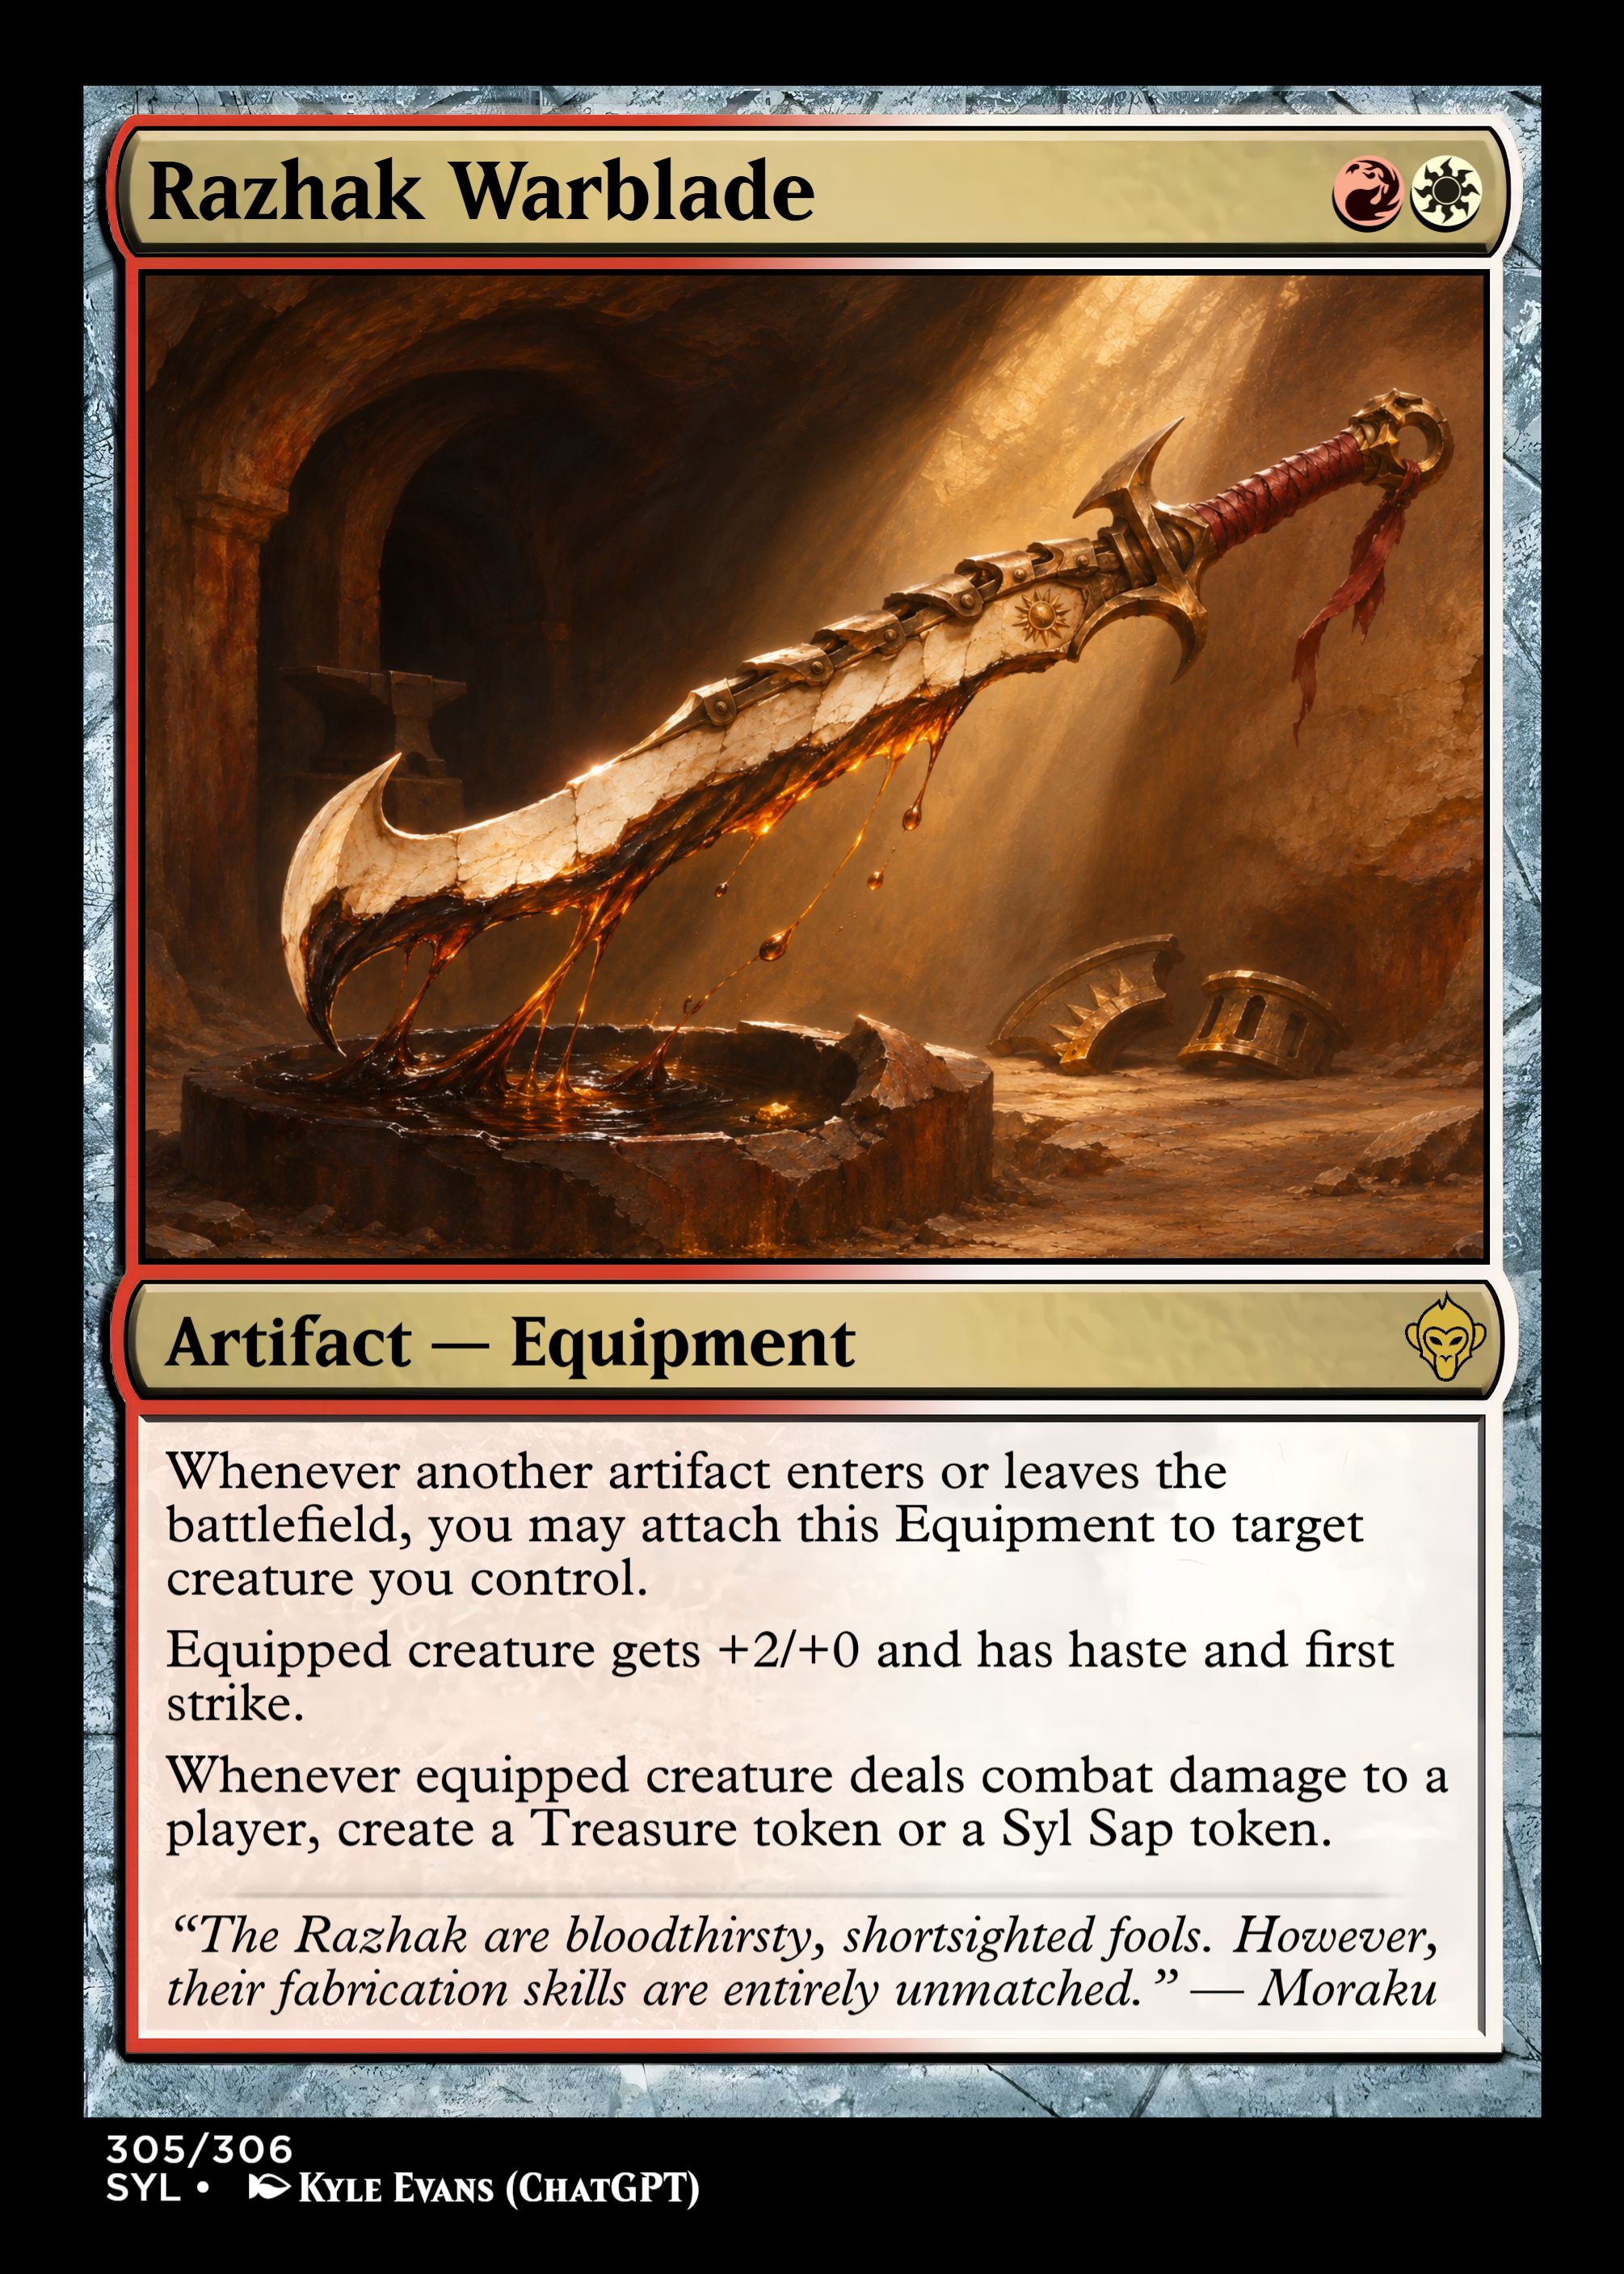 Razhak Warblade
Artifact — Equipment
Whenever another artifact enters or leaves the
battlefield, you may attach this Equipment to target
creature you control.
Equipped creature gets +2/+0 and has haste and first
strike.
Whenever equipped creature deals combat damage to a
player, create a Treasure token or a Syl Sap token.
“The Razhak are bloodthirsty, shortsighted fools. However,
their fabrication skills are entirely unmatched.” — Moraku
305/306
SYL • Kyle Evans (ChatGPT)